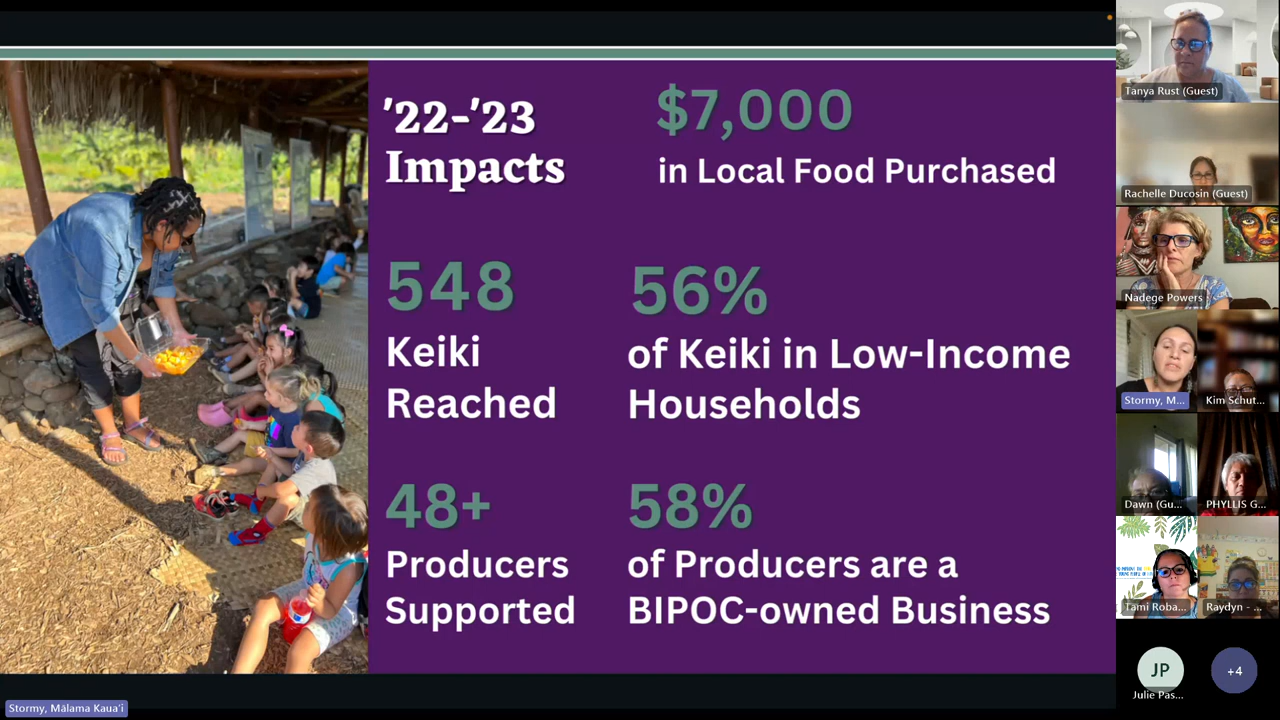 '22-'23
Impacts
$7,000
in Local Food Purchased
548
Keiki
Reached
56%
of Keiki in Low-Income
Households
48+
Producers
Supported
58%
of Producers are a
BIPOC-owned Business
Stormy, Mālama Kaua'i
Tanya Rust (Guest)
Rachelle Ducosin (Guest)
Nadege Powers
Stormy, M...
Kim Schut...
Dawn (Gu...
PHYLLIS G...
Tami Roba...
Raydyn - ...
JP
Julie Pas...
+4